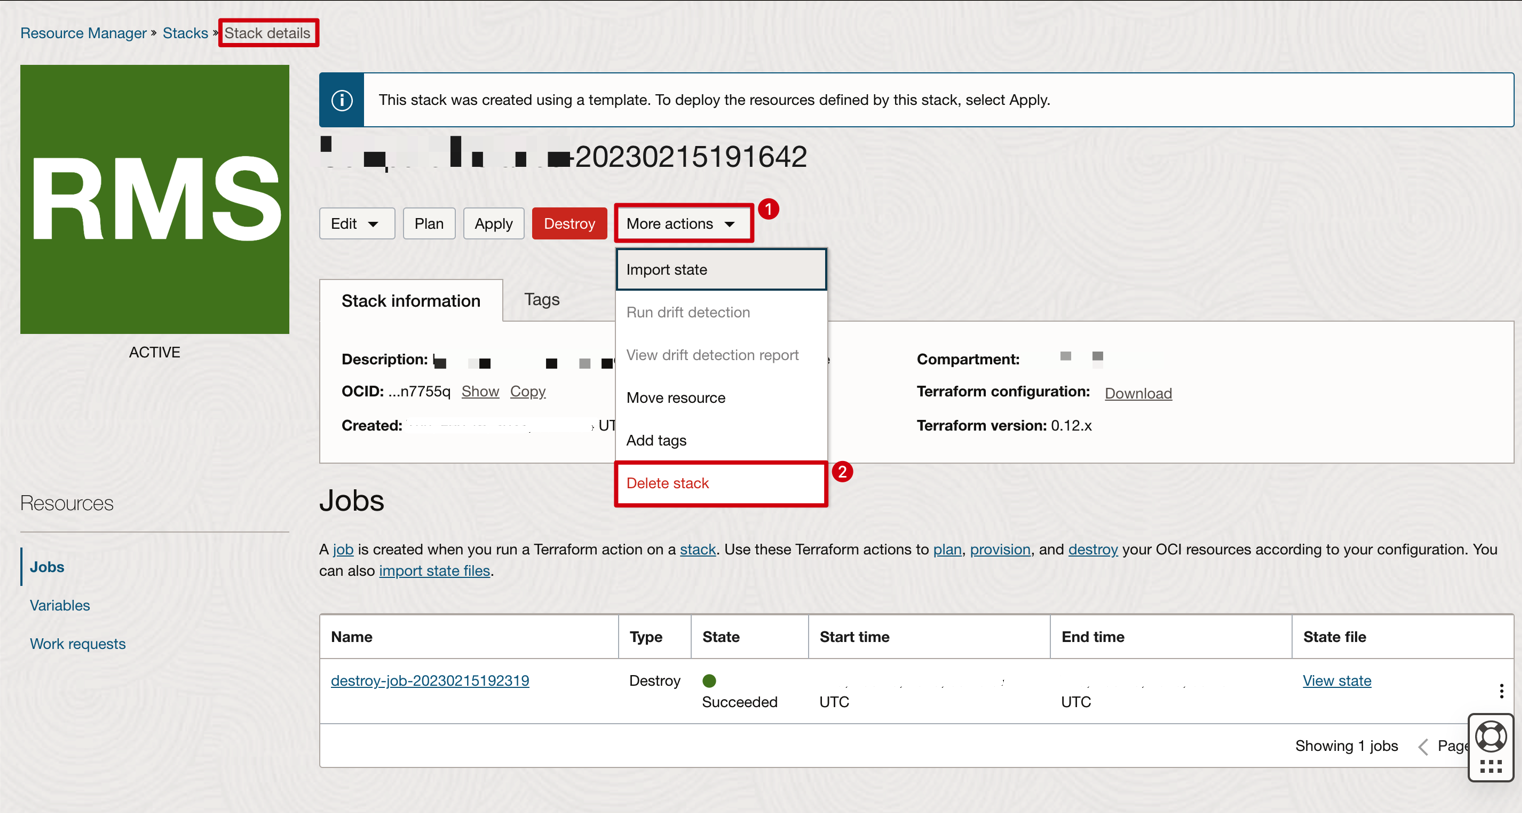 Resource Manager » Stacks » Stack details
RMS
ACTIVE
This stack was created using a template. To deploy the resources defined by this stack, select Apply.
-20230215191642
Edit Plan Apply Destroy More actions 1
Import state
Run drift detection
View drift detection report
Move resource
Add tags
Delete stack 2
Stack information Tags
Description:
OCID: ...n7755q Show Copy
Created: UT
Compartment:
Terraform configuration: Download
Terraform version: 0.12.x
Resources
Jobs
Variables
Work requests
Jobs
A job is created when you run a Terraform action on a stack. Use these Terraform actions to plan, provision, and destroy your OCI resources according to your configuration. You
can also import state files.
Name Type State Start time End time State file
destroy-job-20230215192319 Destroy View state
Succeeded UTC UTC
Showing 1 jobs Page